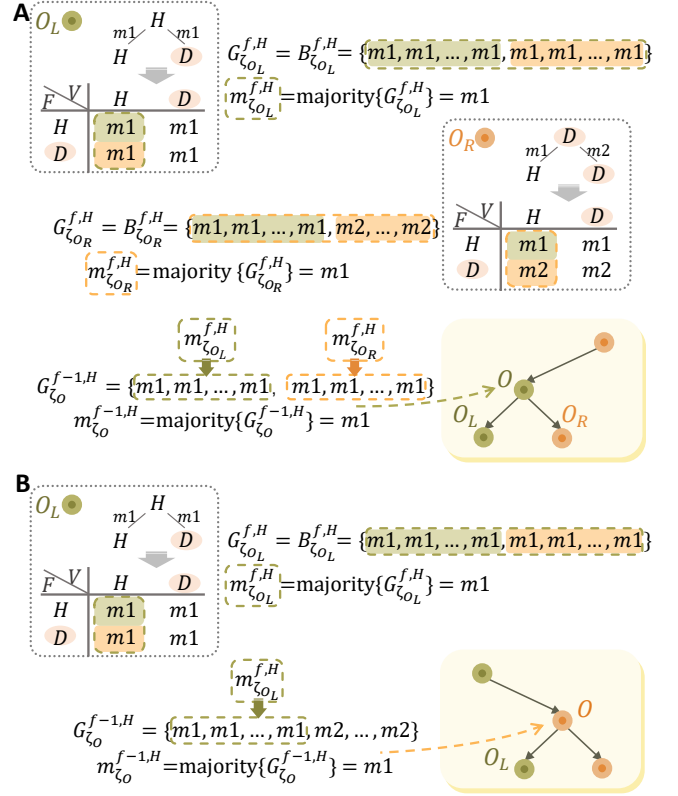 A
O_L
H
m1 m1
H D
F V H D
H m1 m1
D m1 m1
G^{f,H}_{ζ_{O_L}} = B^{f,H}_{ζ_{O_L}} = {m1, m1, ..., m1, m1, m1, ..., m1}
m^{f,H}_{ζ_{O_L}} =majority{G^{f,H}_{ζ_{O_L}}} = m1
O_R
D
m1 m2
H D
F V H D
H m1 m1
D m2 m2
G^{f,H}_{ζ_{O_R}} = B^{f,H}_{ζ_{O_R}} = {m1, m1, ..., m1, m2, ..., m2}
m^{f,H}_{ζ_{O_R}} =majority {G^{f,H}_{ζ_{O_R}}} = m1
m^{f,H}_{ζ_{O_L}} m^{f,H}_{ζ_{O_R}}
G^{f−1,H}_{ζ_O} = {m1, m1, ..., m1, m1, m1, ..., m1}
m^{f−1,H}_{ζ_O} =majority{G^{f−1,H}_{ζ_O}} = m1
O
O_L O_R
B
O_L
H
m1 m1
H D
F V H D
H m1 m1
D m1 m1
G^{f,H}_{ζ_{O_L}} = B^{f,H}_{ζ_{O_L}} = {m1, m1, ..., m1, m1, m1, ..., m1}
m^{f,H}_{ζ_{O_L}} =majority{G^{f,H}_{ζ_{O_L}}} = m1
m^{f,H}_{ζ_{O_L}}
G^{f−1,H}_{ζ_O} = {m1, m1, ..., m1, m2, ..., m2}
m^{f−1,H}_{ζ_O} =majority{G^{f−1,H}_{ζ_O}} = m1
O
O_L